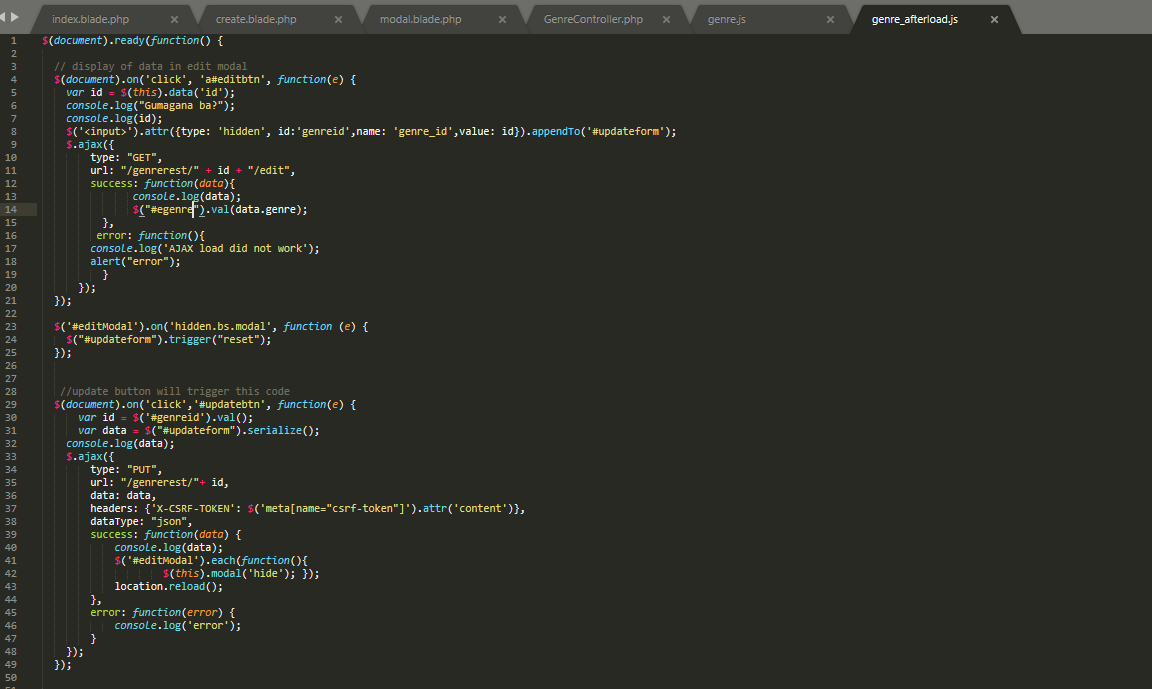 index.blade.php × create.blade.php × modal.blade.php × GenreController.php × genre.js × genre_afterload.js ×
1 $(document).ready(function() {
2
3 // display of data in edit modal
4 $(document).on('click', 'a#editbtn', function(e) {
5 var id = $(this).data('id');
6 console.log("Gumagana ba?");
7 console.log(id);
8 $('<input>').attr({type: 'hidden', id:'genreid',name: 'genre_id',value: id}).appendTo('#updateform');
9 $.ajax({
10 type: "GET",
11 url: "/genrerest/" + id + "/edit",
12 success: function(data){
13 console.log(data);
14 $("#egenre").val(data.genre);
15 },
16 error: function(){
17 console.log('AJAX load did not work');
18 alert("error");
19 }
20 });
21 });
22
23 $('#editModal').on('hidden.bs.modal', function (e) {
24 $("#updateform").trigger("reset");
25 });
26
27
28 //update button will trigger this code
29 $(document).on('click','#updatebtn', function(e) {
30 var id = $('#genreid').val();
31 var data = $("#updateform").serialize();
32 console.log(data);
33 $.ajax({
34 type: "PUT",
35 url: "/genrerest/"+ id,
36 data: data,
37 headers: {'X-CSRF-TOKEN': $('meta[name="csrf-token"]').attr('content')},
38 dataType: "json",
39 success: function(data) {
40 console.log(data);
41 $('#editModal').each(function(){
42 $(this).modal('hide'); });
43 location.reload();
44 },
45 error: function(error) {
46 console.log('error');
47 }
48 });
49 });
50